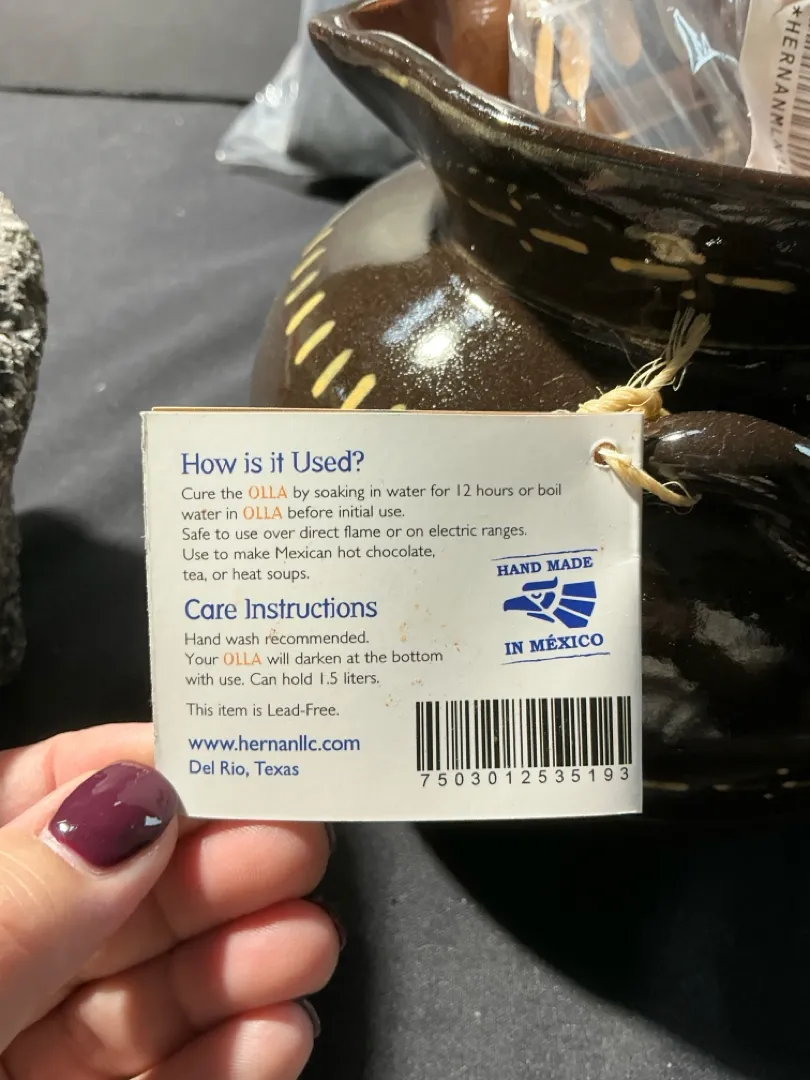 *HERNANMLN
How is it Used?
Cure the OLLA by soaking in water for 12 hours or boil
water in OLLA before initial use.
Safe to use over direct flame or on electric ranges.
Use to make Mexican hot chocolate,
tea, or heat soups.
HAND MADE
IN MÉXICO
Care Instructions
Hand wash recommended.
Your OLLA will darken at the bottom
with use. Can hold 1.5 liters.
This item is Lead-Free.
www.hernanllc.com
Del Rio, Texas
7503012535193